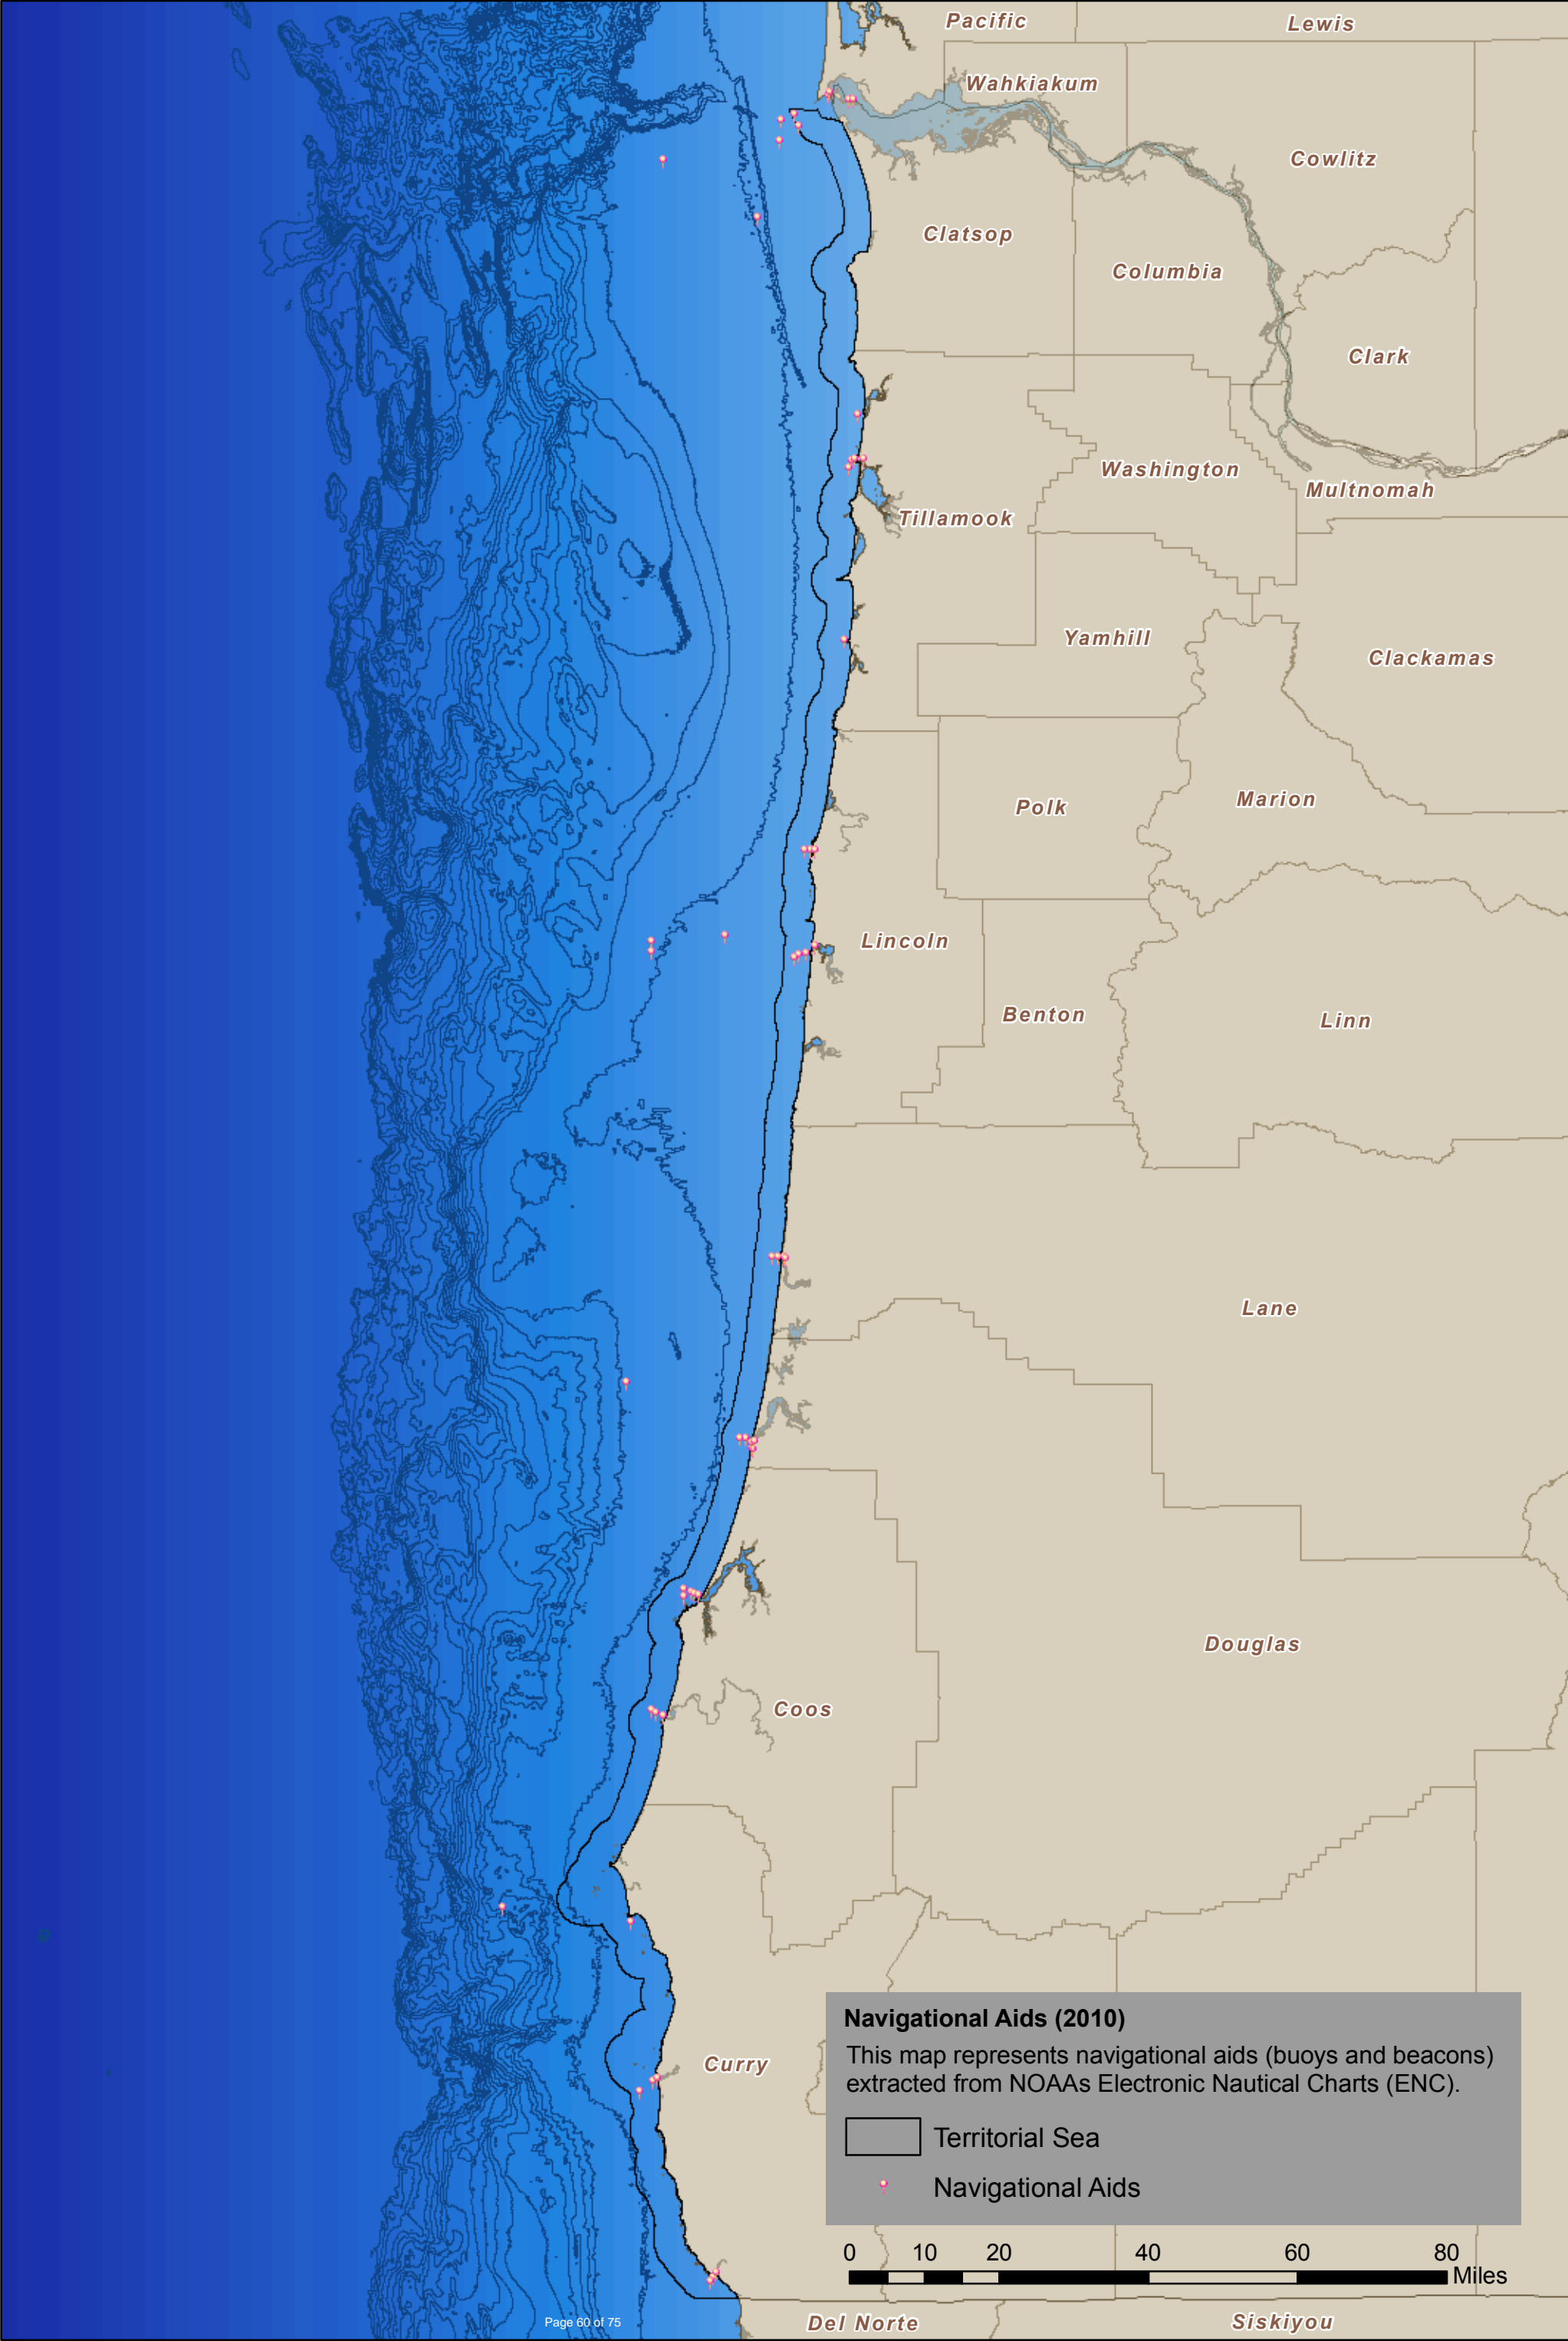 Pacific
Lewis
Wahkiakum
Cowlitz
Clatsop
Columbia
Clark
Washington
Multnomah
Tillamook
Yamhill
Clackamas
Polk
Marion
Lincoln
Benton
Linn
Lane
Douglas
Coos
Curry
Navigational Aids (2010)
This map represents navigational aids (buoys and beacons)
extracted from NOAAs Electronic Nautical Charts (ENC).
Territorial Sea
Navigational Aids
0 10 20 40 60 80
Miles
Page 60 of 75
Del Norte
Siskiyou